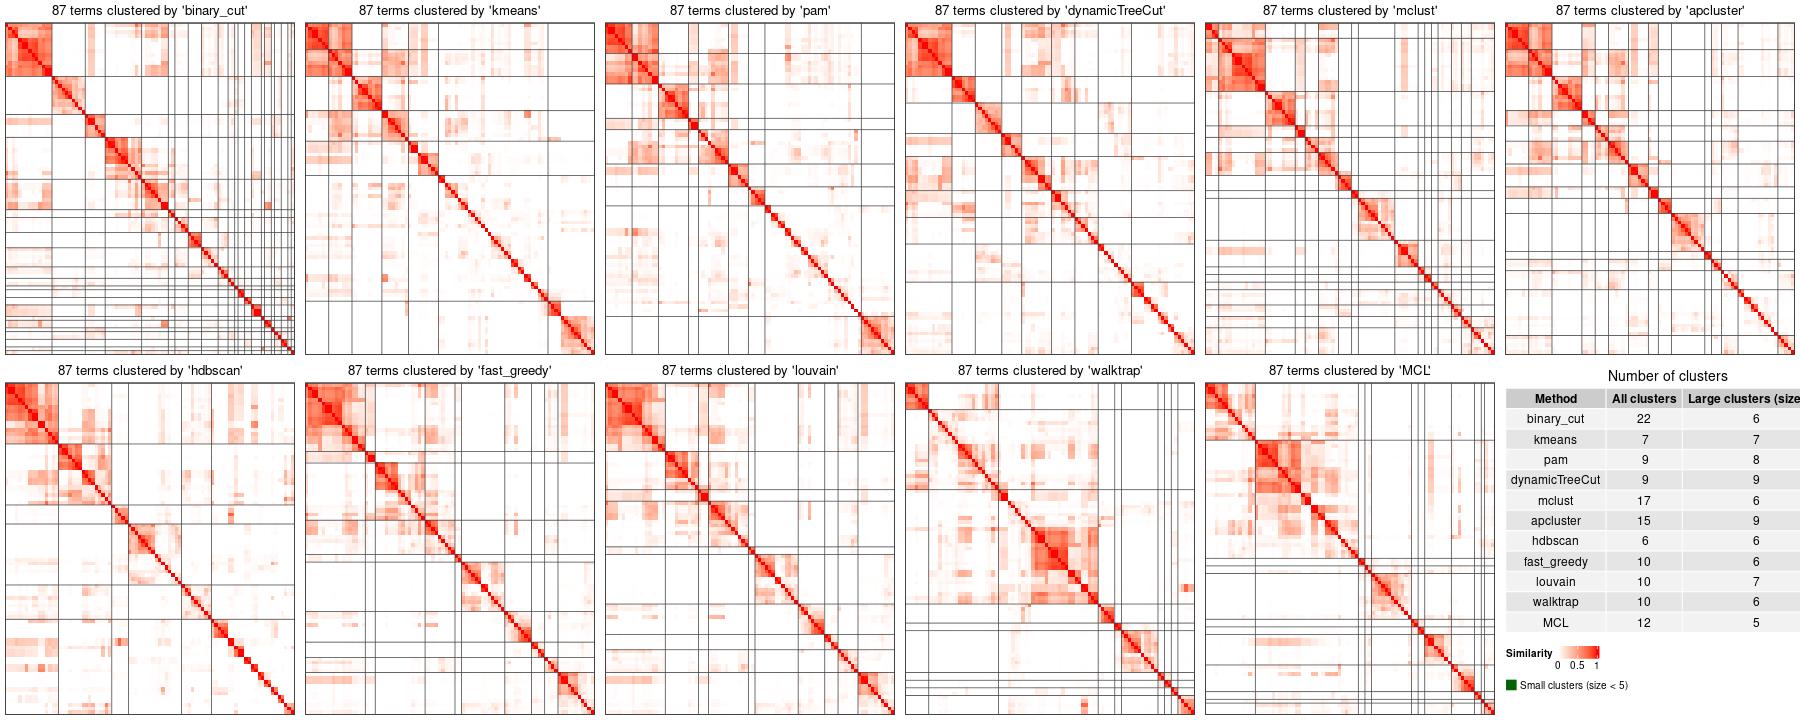 87 terms clustered by 'binary_cut'
87 terms clustered by 'kmeans'
87 terms clustered by 'pam'
87 terms clustered by 'dynamicTreeCut'
87 terms clustered by 'mclust'
87 terms clustered by 'apcluster'
87 terms clustered by 'hdbscan'
87 terms clustered by 'fast_greedy'
87 terms clustered by 'louvain'
87 terms clustered by 'walktrap'
87 terms clustered by 'MCL'
Number of clusters
Method All clusters Large clusters (size
binary_cut 22 6
kmeans 7 7
pam 9 8
dynamicTreeCut 9 9
mclust 17 6
apcluster 15 9
hdbscan 6 6
fast_greedy 10 6
louvain 10 7
walktrap 10 6
MCL 12 5
Similarity
0 0.5 1
Small clusters (size < 5)